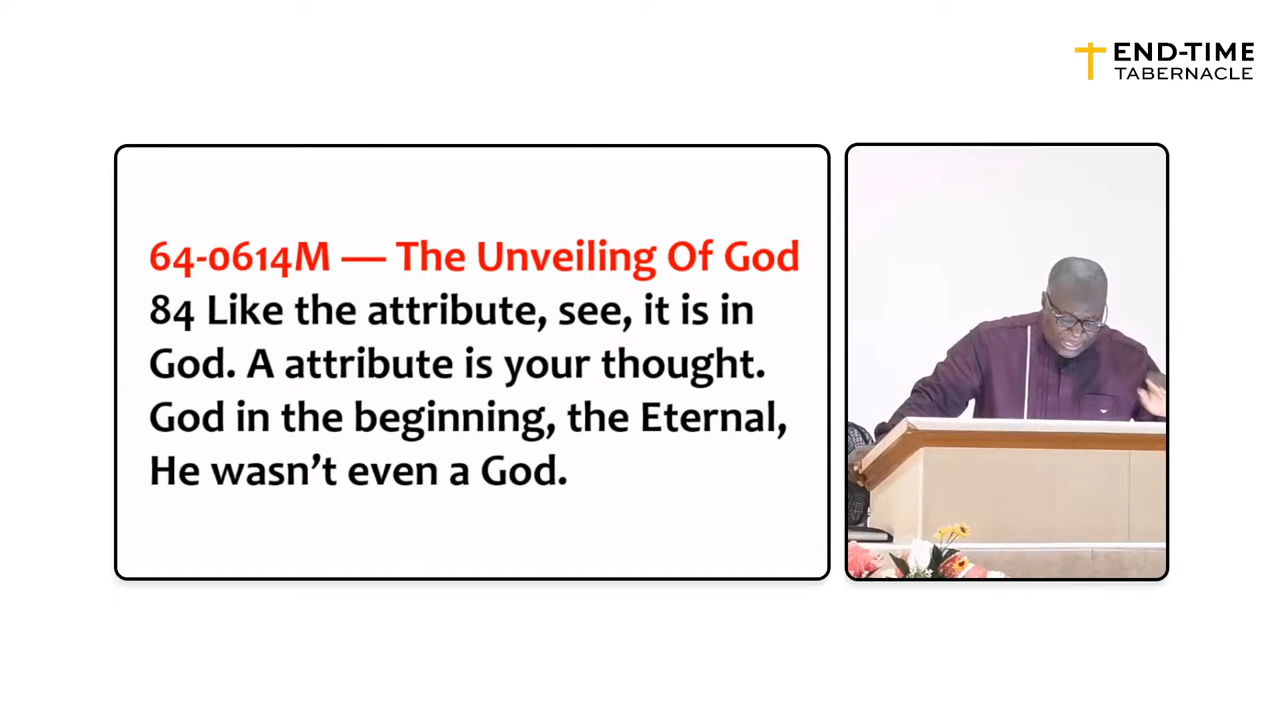 END-TIME
TABERNACLE
64-0614M — The Unveiling Of God
84 Like the attribute, see, it is in
God. A attribute is your thought.
God in the beginning, the Eternal,
He wasn't even a God.